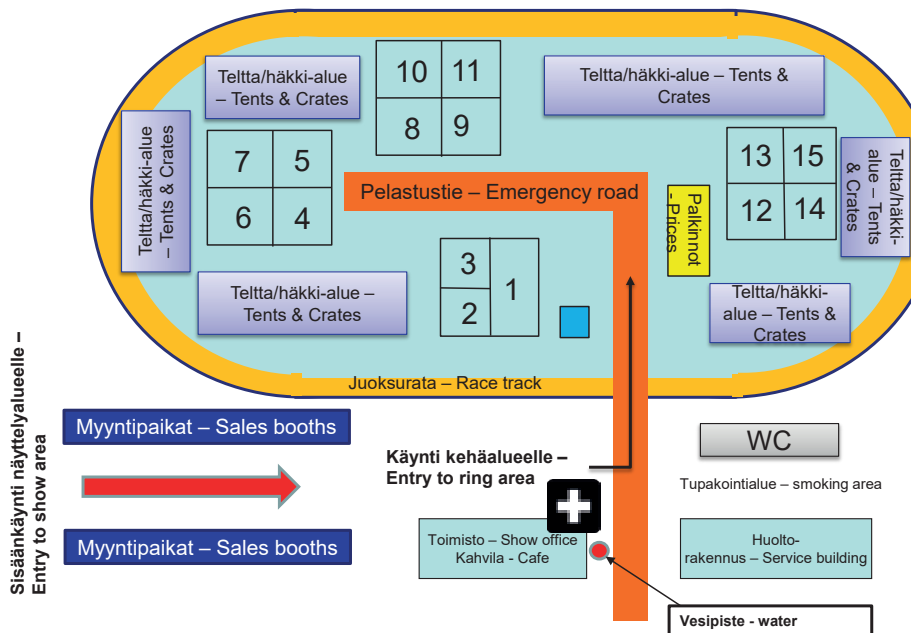 Teltta/häkki-alue
– Tents & Crates
10
11
8
9
Teltta/häkki-alue – Tents &
Crates
Teltta/häkki-alue
– Tents & Crates
7
5
6
4
Pelastustie – Emergency road
Palkinnot
- Prices
13
15
12
14
Teltta/häkki-
alue – Tents
& Crates
Teltta/häkki-alue –
Tents & Crates
3
1
2
Teltta/häkki-
alue – Tents &
Crates
Juoksurata – Race track
Sisäänkäynti näyttelyalueelle –
Entry to show area
Myyntipaikat – Sales booths
Myyntipaikat – Sales booths
Käynti kehäalueelle –
Entry to ring area
WC
Tupakointialue – smoking area
Toimisto – Show office
Kahvila - Cafe
Huolto-
rakennus – Service building
Vesipiste - water